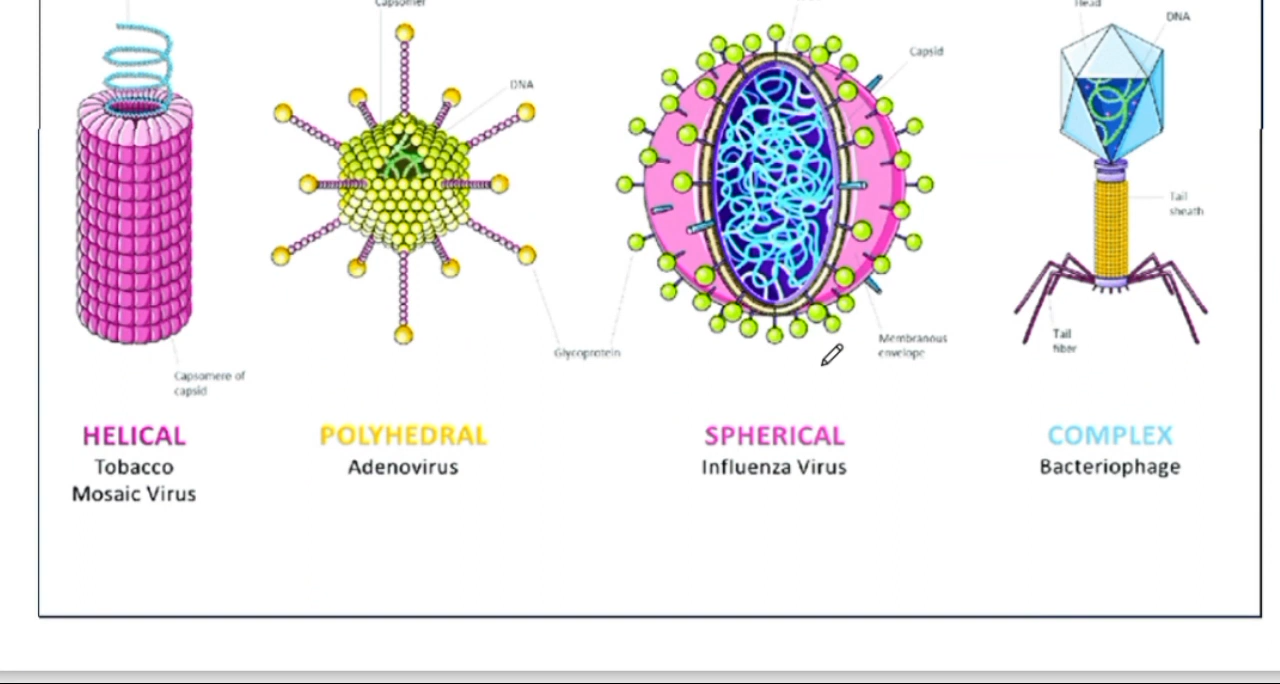 Capsomer
Head
DNA
Capsid
DNA
Tail
sheath
Tail
fiber
Membranous
envelope
Glycoprotein
Capsomere of
capsid
HELICAL
Tobacco
Mosaic Virus
POLYHEDRAL
Adenovirus
SPHERICAL
Influenza Virus
COMPLEX
Bacteriophage